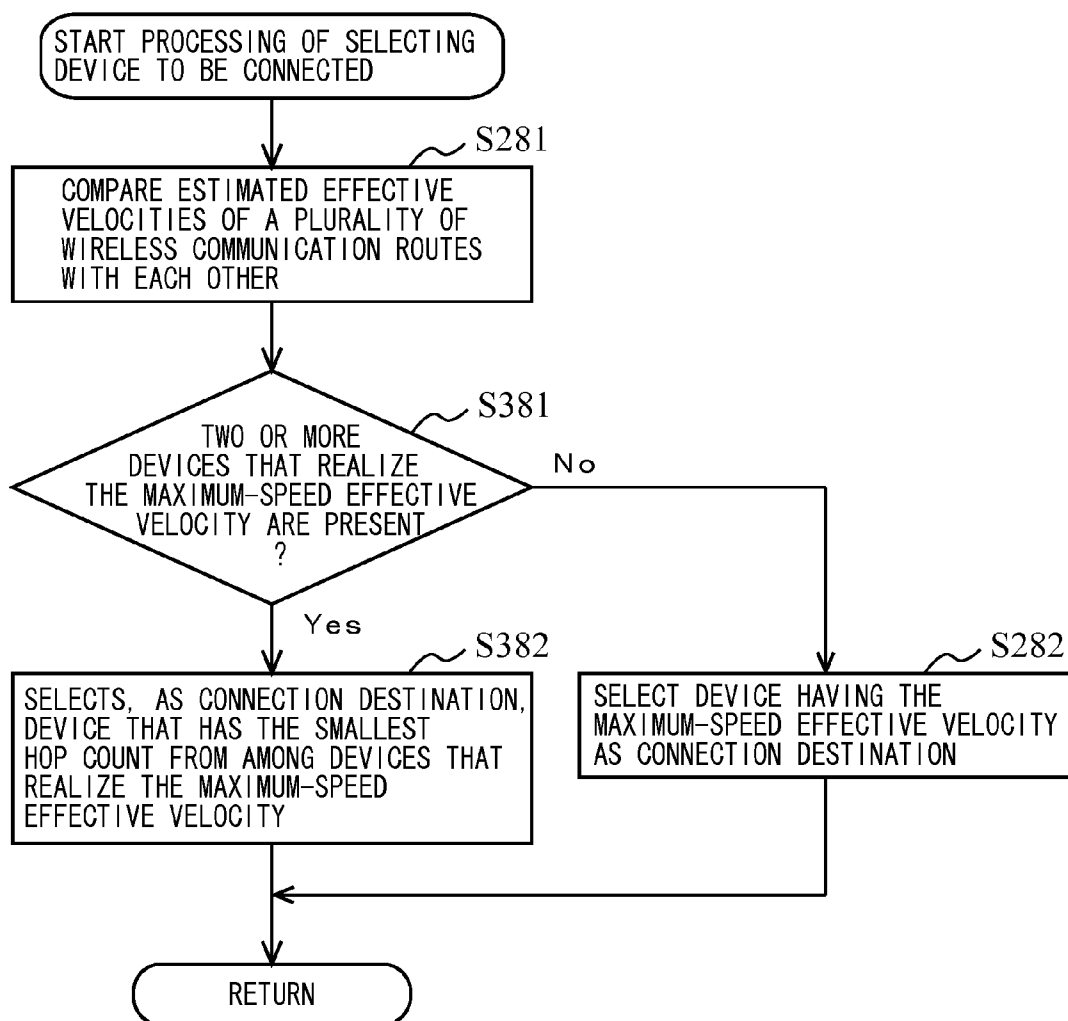 START PROCESSING OF SELECTING
DEVICE TO BE CONNECTED
S281
COMPARE ESTIMATED EFFECTIVE
VELOCITIES OF A PLURALITY OF
WIRELESS COMMUNICATION ROUTES
WITH EACH OTHER
S381
TWO OR MORE
DEVICES THAT REALIZE
THE MAXIMUM-SPEED EFFECTIVE
VELOCITY ARE PRESENT
?
No
Yes
S382
SELECTS, AS CONNECTION DESTINATION,
DEVICE THAT HAS THE SMALLEST
HOP COUNT FROM AMONG DEVICES THAT
REALIZE THE MAXIMUM-SPEED
EFFECTIVE VELOCITY
S282
SELECT DEVICE HAVING THE
MAXIMUM-SPEED EFFECTIVE VELOCITY
AS CONNECTION DESTINATION
RETURN